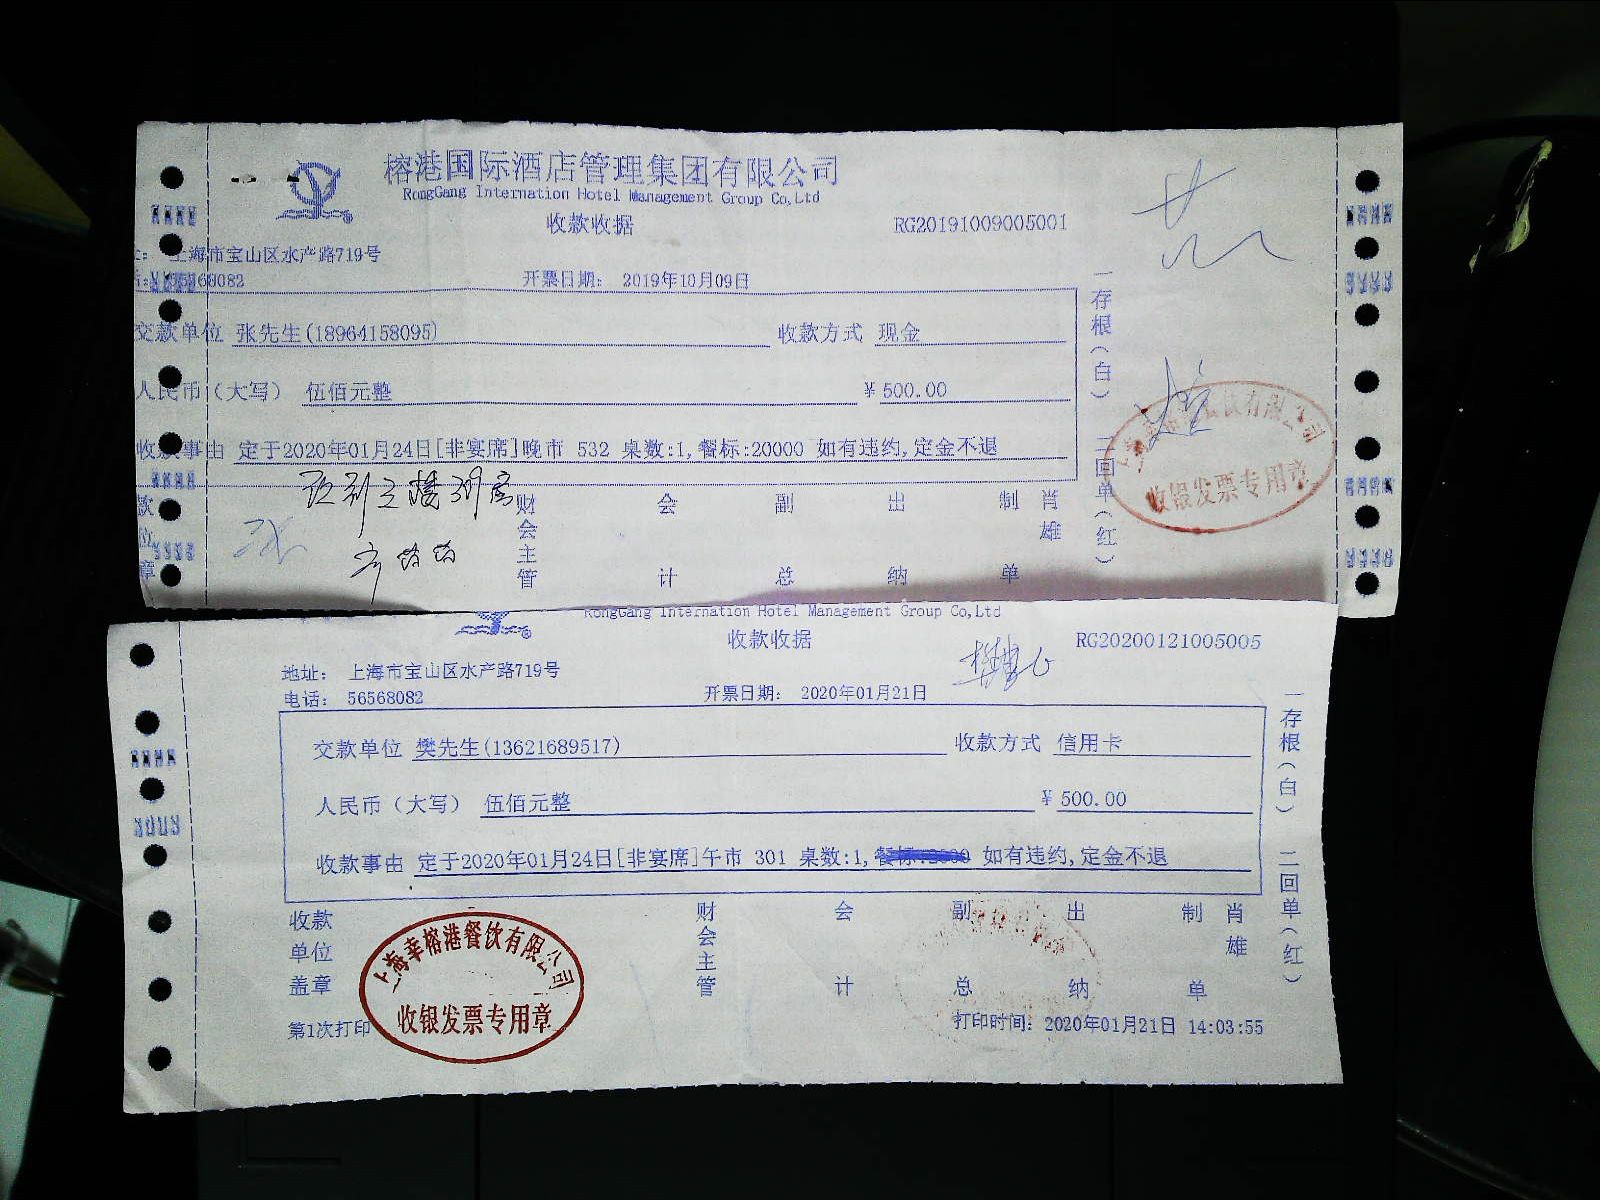 榕港国际酒店管理集团有限公司
RongGang Internation Hotel Management Group Co,Ltd
收款收据
RG20191009005001
上海市宝山区水产路719号
开票日期： 2019年10月09日
交款单位 张先生(18964158095) 收款方式 现金
人民币（大写） 伍佰元整 ¥500.00
收款事由 定于2020年01月24日[非宴席]晚市 532 桌数:1,餐标:20000 如有违约,定金不退
财会主管 会计 副总 出纳 制单 肖雄
一存根（白） 二回单（红）
收银发票专用章
RongGang Internation Hotel Management Group Co,Ltd
收款收据
RG20200121005005
地址： 上海市宝山区水产路719号
电话： 56568082
开票日期： 2020年01月21日
交款单位 樊先生(13621689517) 收款方式 信用卡
人民币（大写） 伍佰元整 ¥500.00
收款事由 定于2020年01月24日[非宴席]午市 301 桌数:1, 如有违约,定金不退
收款单位盖章 财会主管 会计 副总 出纳 制单 肖雄
一存根（白） 二回单（红）
上海莘榕港餐饮有限公司
收银发票专用章
第1次打印
打印时间： 2020年01月21日 14:03:55